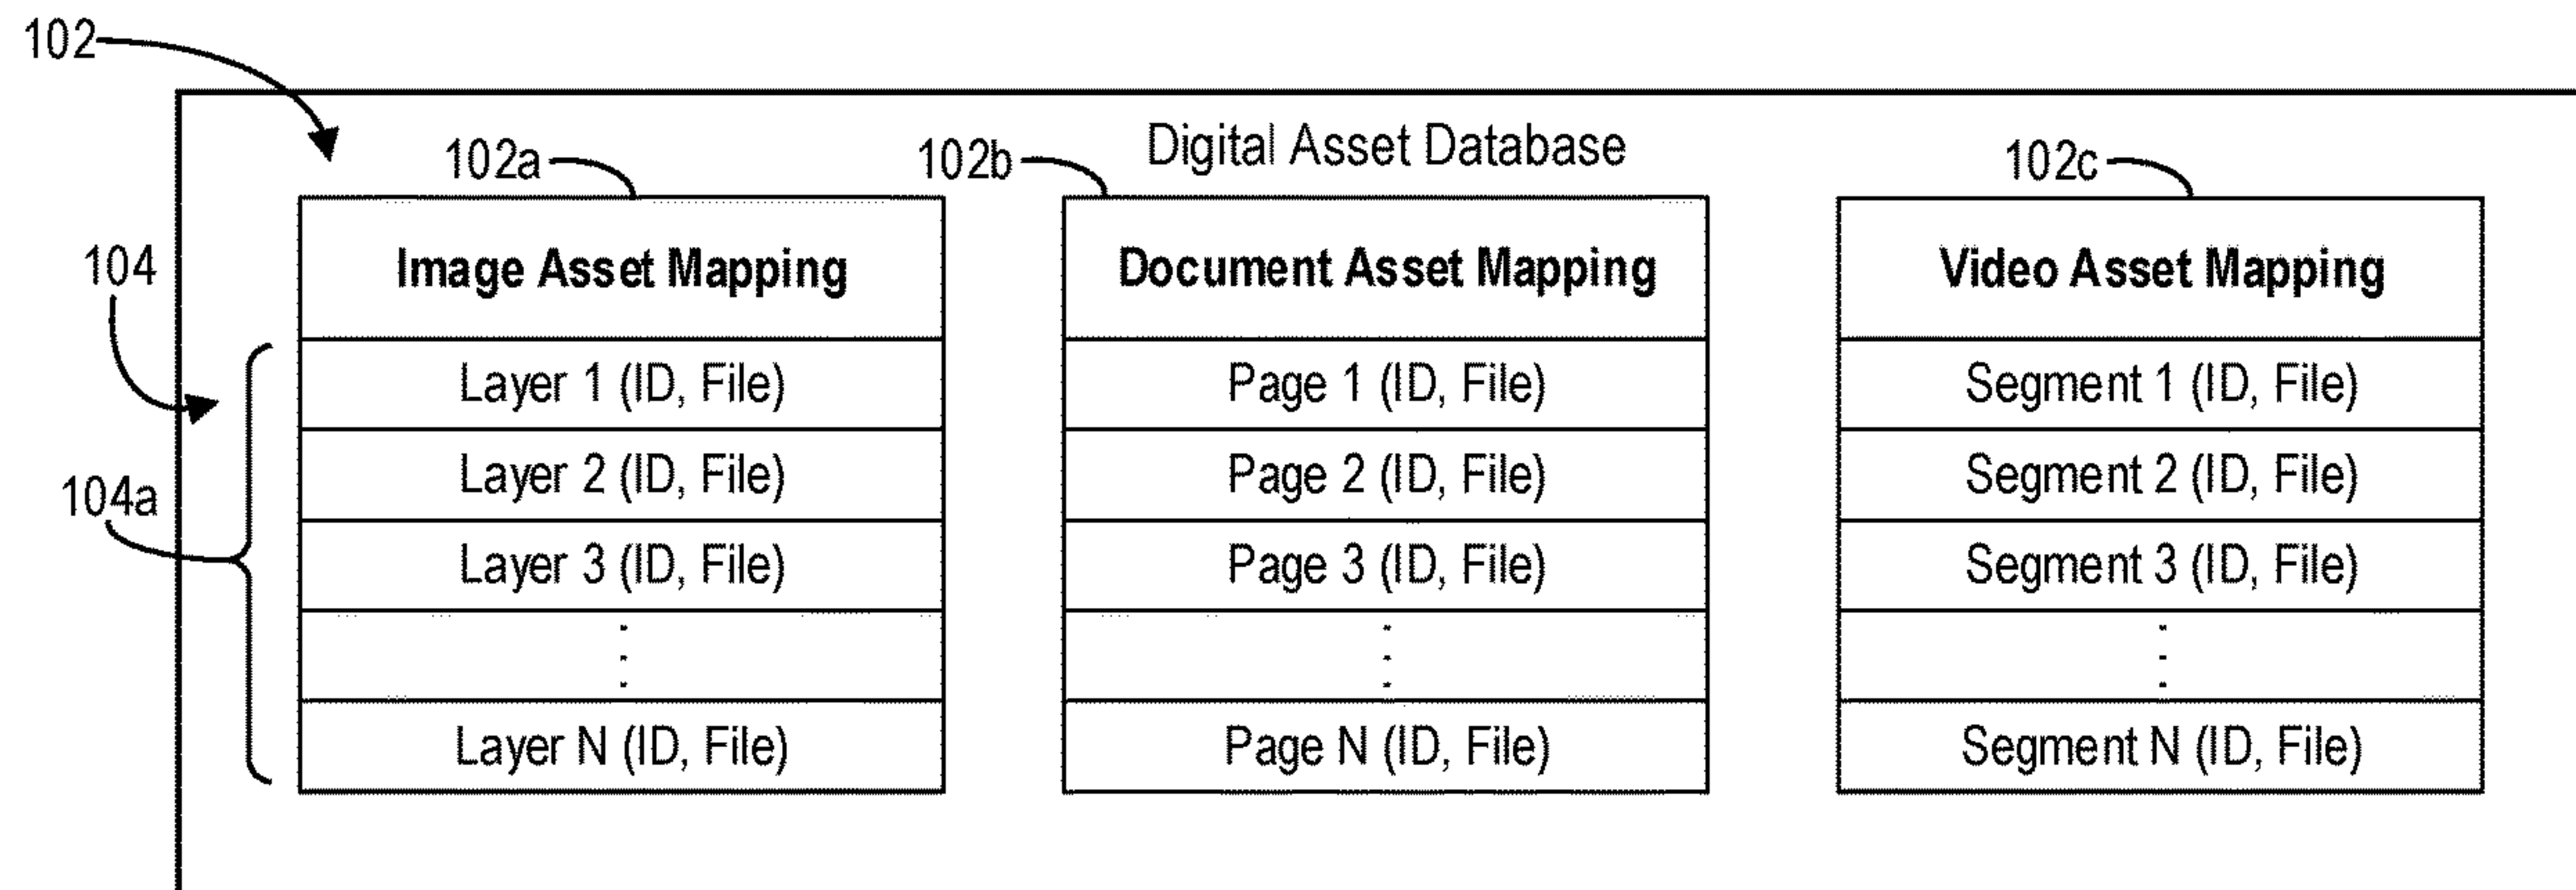 102
Digital Asset Database
102a
102b
102c
104
104a
Image Asset Mapping
Layer 1 (ID, File)
Layer 2 (ID, File)
Layer 3 (ID, File)
Layer N (ID, File)
Document Asset Mapping
Page 1 (ID, File)
Page 2 (ID, File)
Page 3 (ID, File)
Page N (ID, File)
Video Asset Mapping
Segment 1 (ID, File)
Segment 2 (ID, File)
Segment 3 (ID, File)
Segment N (ID, File)